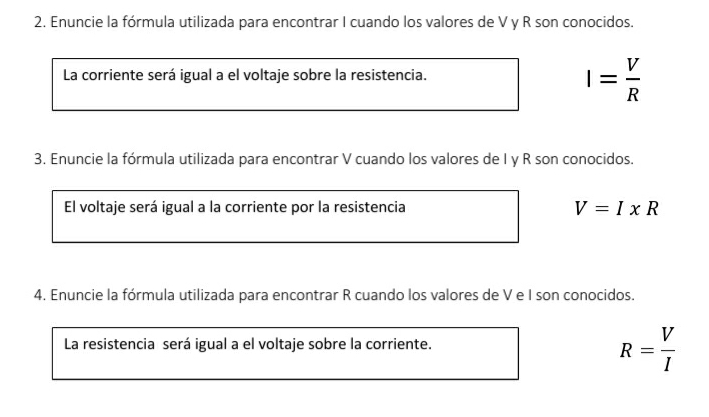 2. Enuncie la fórmula utilizada para encontrar I cuando los valores de V y R son conocidos.
La corriente será igual a el voltaje sobre la resistencia.
I = V/R
3. Enuncie la fórmula utilizada para encontrar V cuando los valores de I y R son conocidos.
El voltaje será igual a la corriente por la resistencia
V = I x R
4. Enuncie la fórmula utilizada para encontrar R cuando los valores de V e I son conocidos.
La resistencia será igual a el voltaje sobre la corriente.
R = V/I